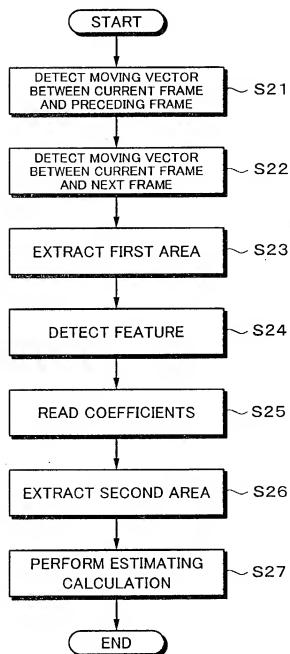 START
DETECT MOVING VECTOR
BETWEEN CURRENT FRAME
AND PRECEDING FRAME
S21
DETECT MOVING VECTOR
BETWEEN CURRENT FRAME
AND NEXT FRAME
S22
EXTRACT FIRST AREA
S23
DETECT FEATURE
S24
READ COEFFICIENTS
S25
EXTRACT SECOND AREA
S26
PERFORM ESTIMATING
CALCULATION
S27
END